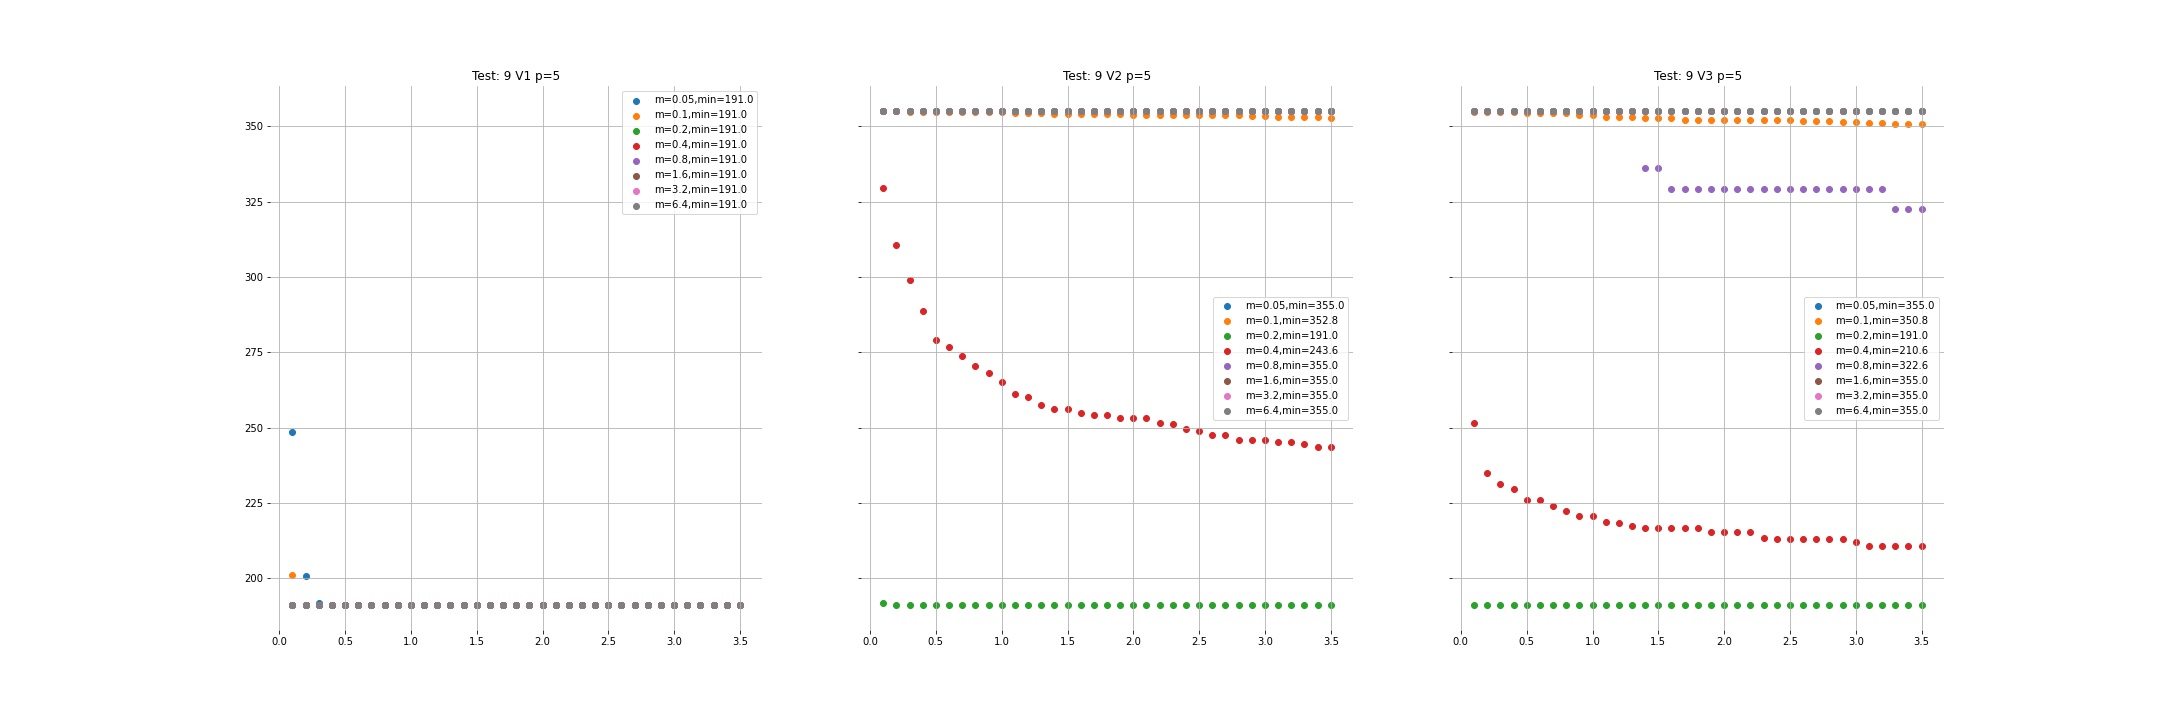 Test: 9 V1 p=5
m=0.05,min=191.0
m=0.1,min=191.0
m=0.2,min=191.0
m=0.4,min=191.0
m=0.8,min=191.0
m=1.6,min=191.0
m=3.2,min=191.0
m=6.4,min=191.0
350
325
300
275
250
225
200
0.0 0.5 1.0 1.5 2.0 2.5 3.0 3.5
Test: 9 V2 p=5
m=0.05,min=355.0
m=0.1,min=352.8
m=0.2,min=191.0
m=0.4,min=243.6
m=0.8,min=355.0
m=1.6,min=355.0
m=3.2,min=355.0
m=6.4,min=355.0
0.0 0.5 1.0 1.5 2.0 2.5 3.0 3.5
Test: 9 V3 p=5
m=0.05,min=355.0
m=0.1,min=350.8
m=0.2,min=191.0
m=0.4,min=210.6
m=0.8,min=322.6
m=1.6,min=355.0
m=3.2,min=355.0
m=6.4,min=355.0
0.0 0.5 1.0 1.5 2.0 2.5 3.0 3.5